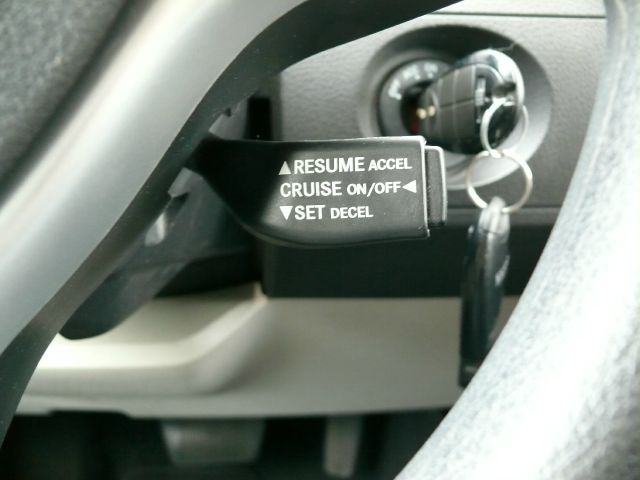 ▲RESUME ACCEL
CRUISE ON/OFF◀
▼SET DECEL